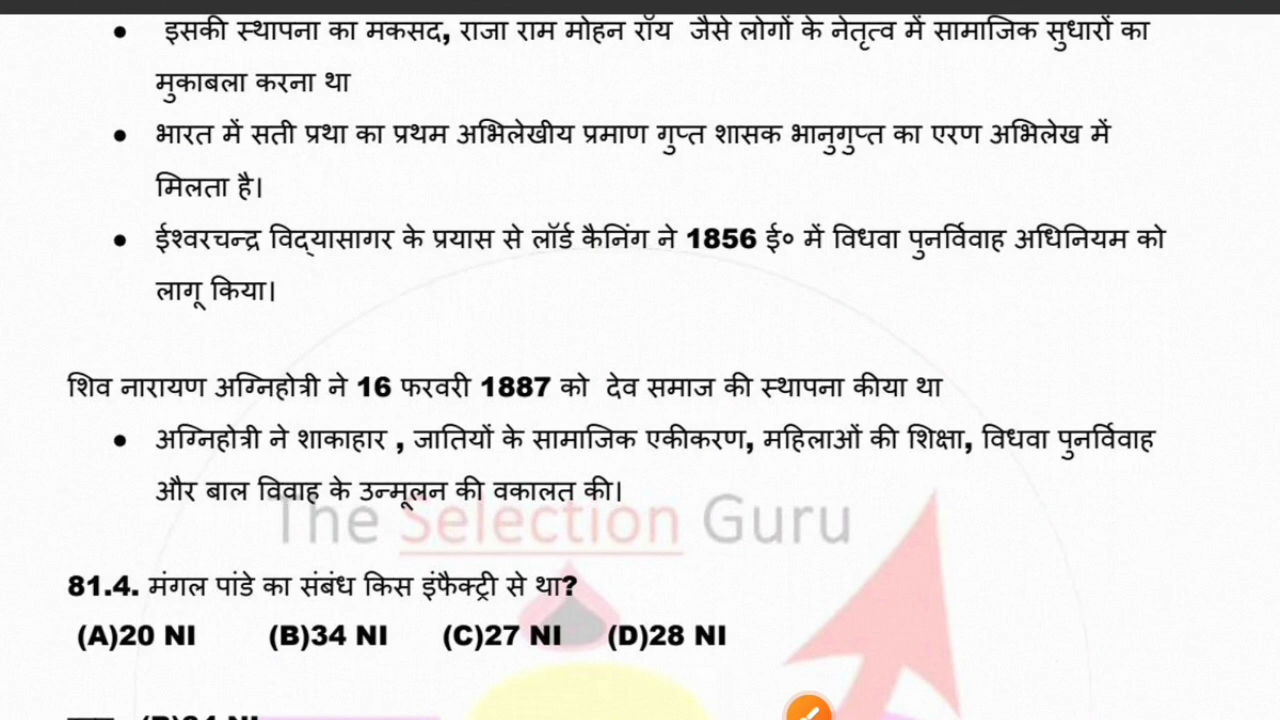 ● इसकी स्थापना का मकसद, राजा राम मोहन रॉय जैसे लोगों के नेतृत्व में सामाजिक सुधारों का
मुकाबला करना था
● भारत में सती प्रथा का प्रथम अभिलेखीय प्रमाण गुप्त शासक भानुगुप्त का एरण अभिलेख में
मिलता है।
● ईश्वरचन्द्र विद्यासागर के प्रयास से लॉर्ड कैनिंग ने 1856 ई० में विधवा पुनर्विवाह अधिनियम को
लागू किया।
शिव नारायण अग्निहोत्री ने 16 फरवरी 1887 को देव समाज की स्थापना कीया था
● अग्निहोत्री ने शाकाहार , जातियों के सामाजिक एकीकरण, महिलाओं की शिक्षा, विधवा पुनर्विवाह
और बाल विवाह के उन्मूलन की वकालत की।
The Selection Guru
81.4. मंगल पांडे का संबंध किस इंफैक्ट्री से था?
(A)20 NI (B)34 NI (C)27 NI (D)28 NI